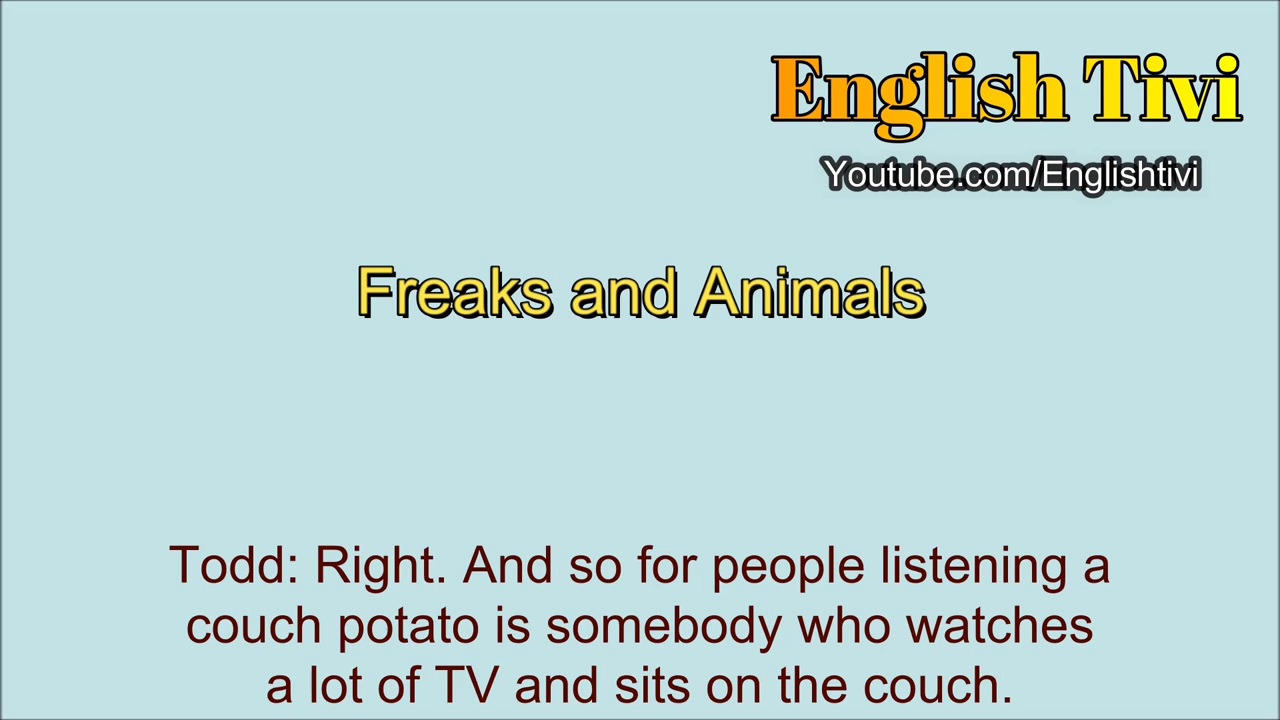 English Tivi
Youtube.com/Englishtivi
Freaks and Animals
Todd: Right. And so for people listening a
couch potato is somebody who watches
a lot of TV and sits on the couch.